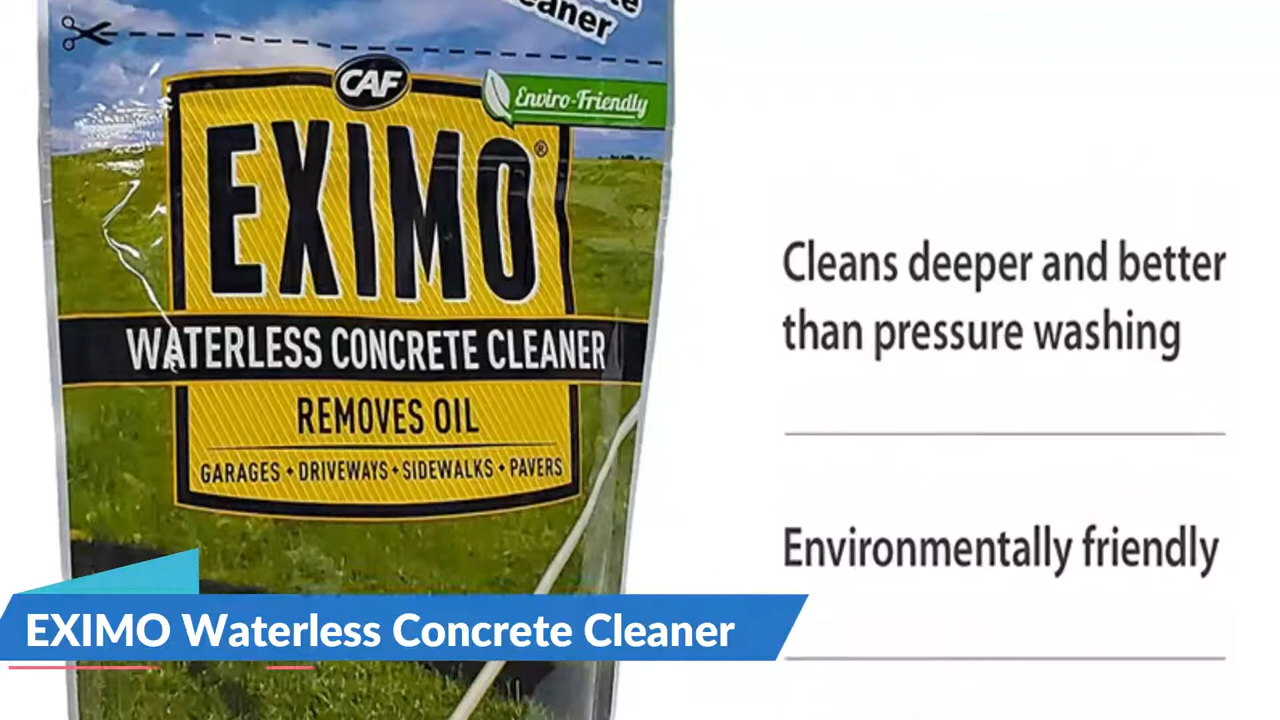 eaner
CAF
Enviro-Friendly
EXIMO®
WATERLESS CONCRETE CLEANER
REMOVES OIL
GARAGES • DRIVEWAYS • SIDEWALKS • PAVERS
Cleans deeper and better
than pressure washing
Environmentally friendly
EXIMO Waterless Concrete Cleaner